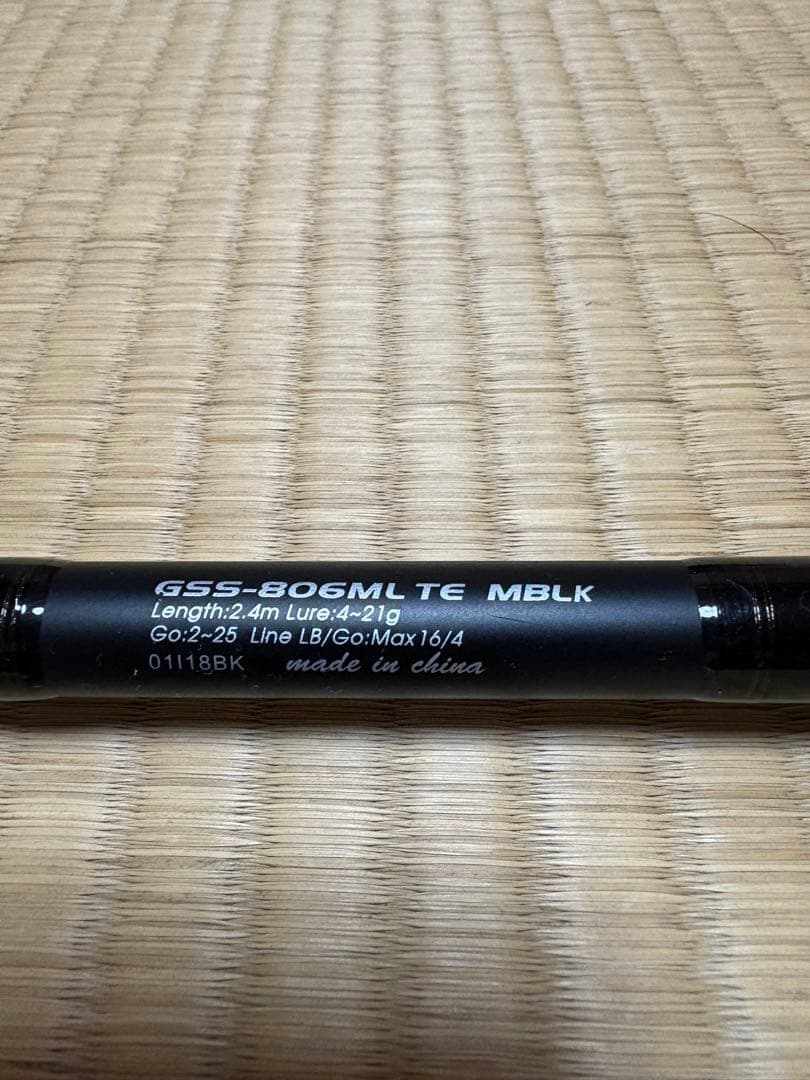 GSS-806ML TE MBLK
Length:2.4m Lure:4~21g
Go:2~25 Line LB/Go:Max16/4
01I18BK made in china